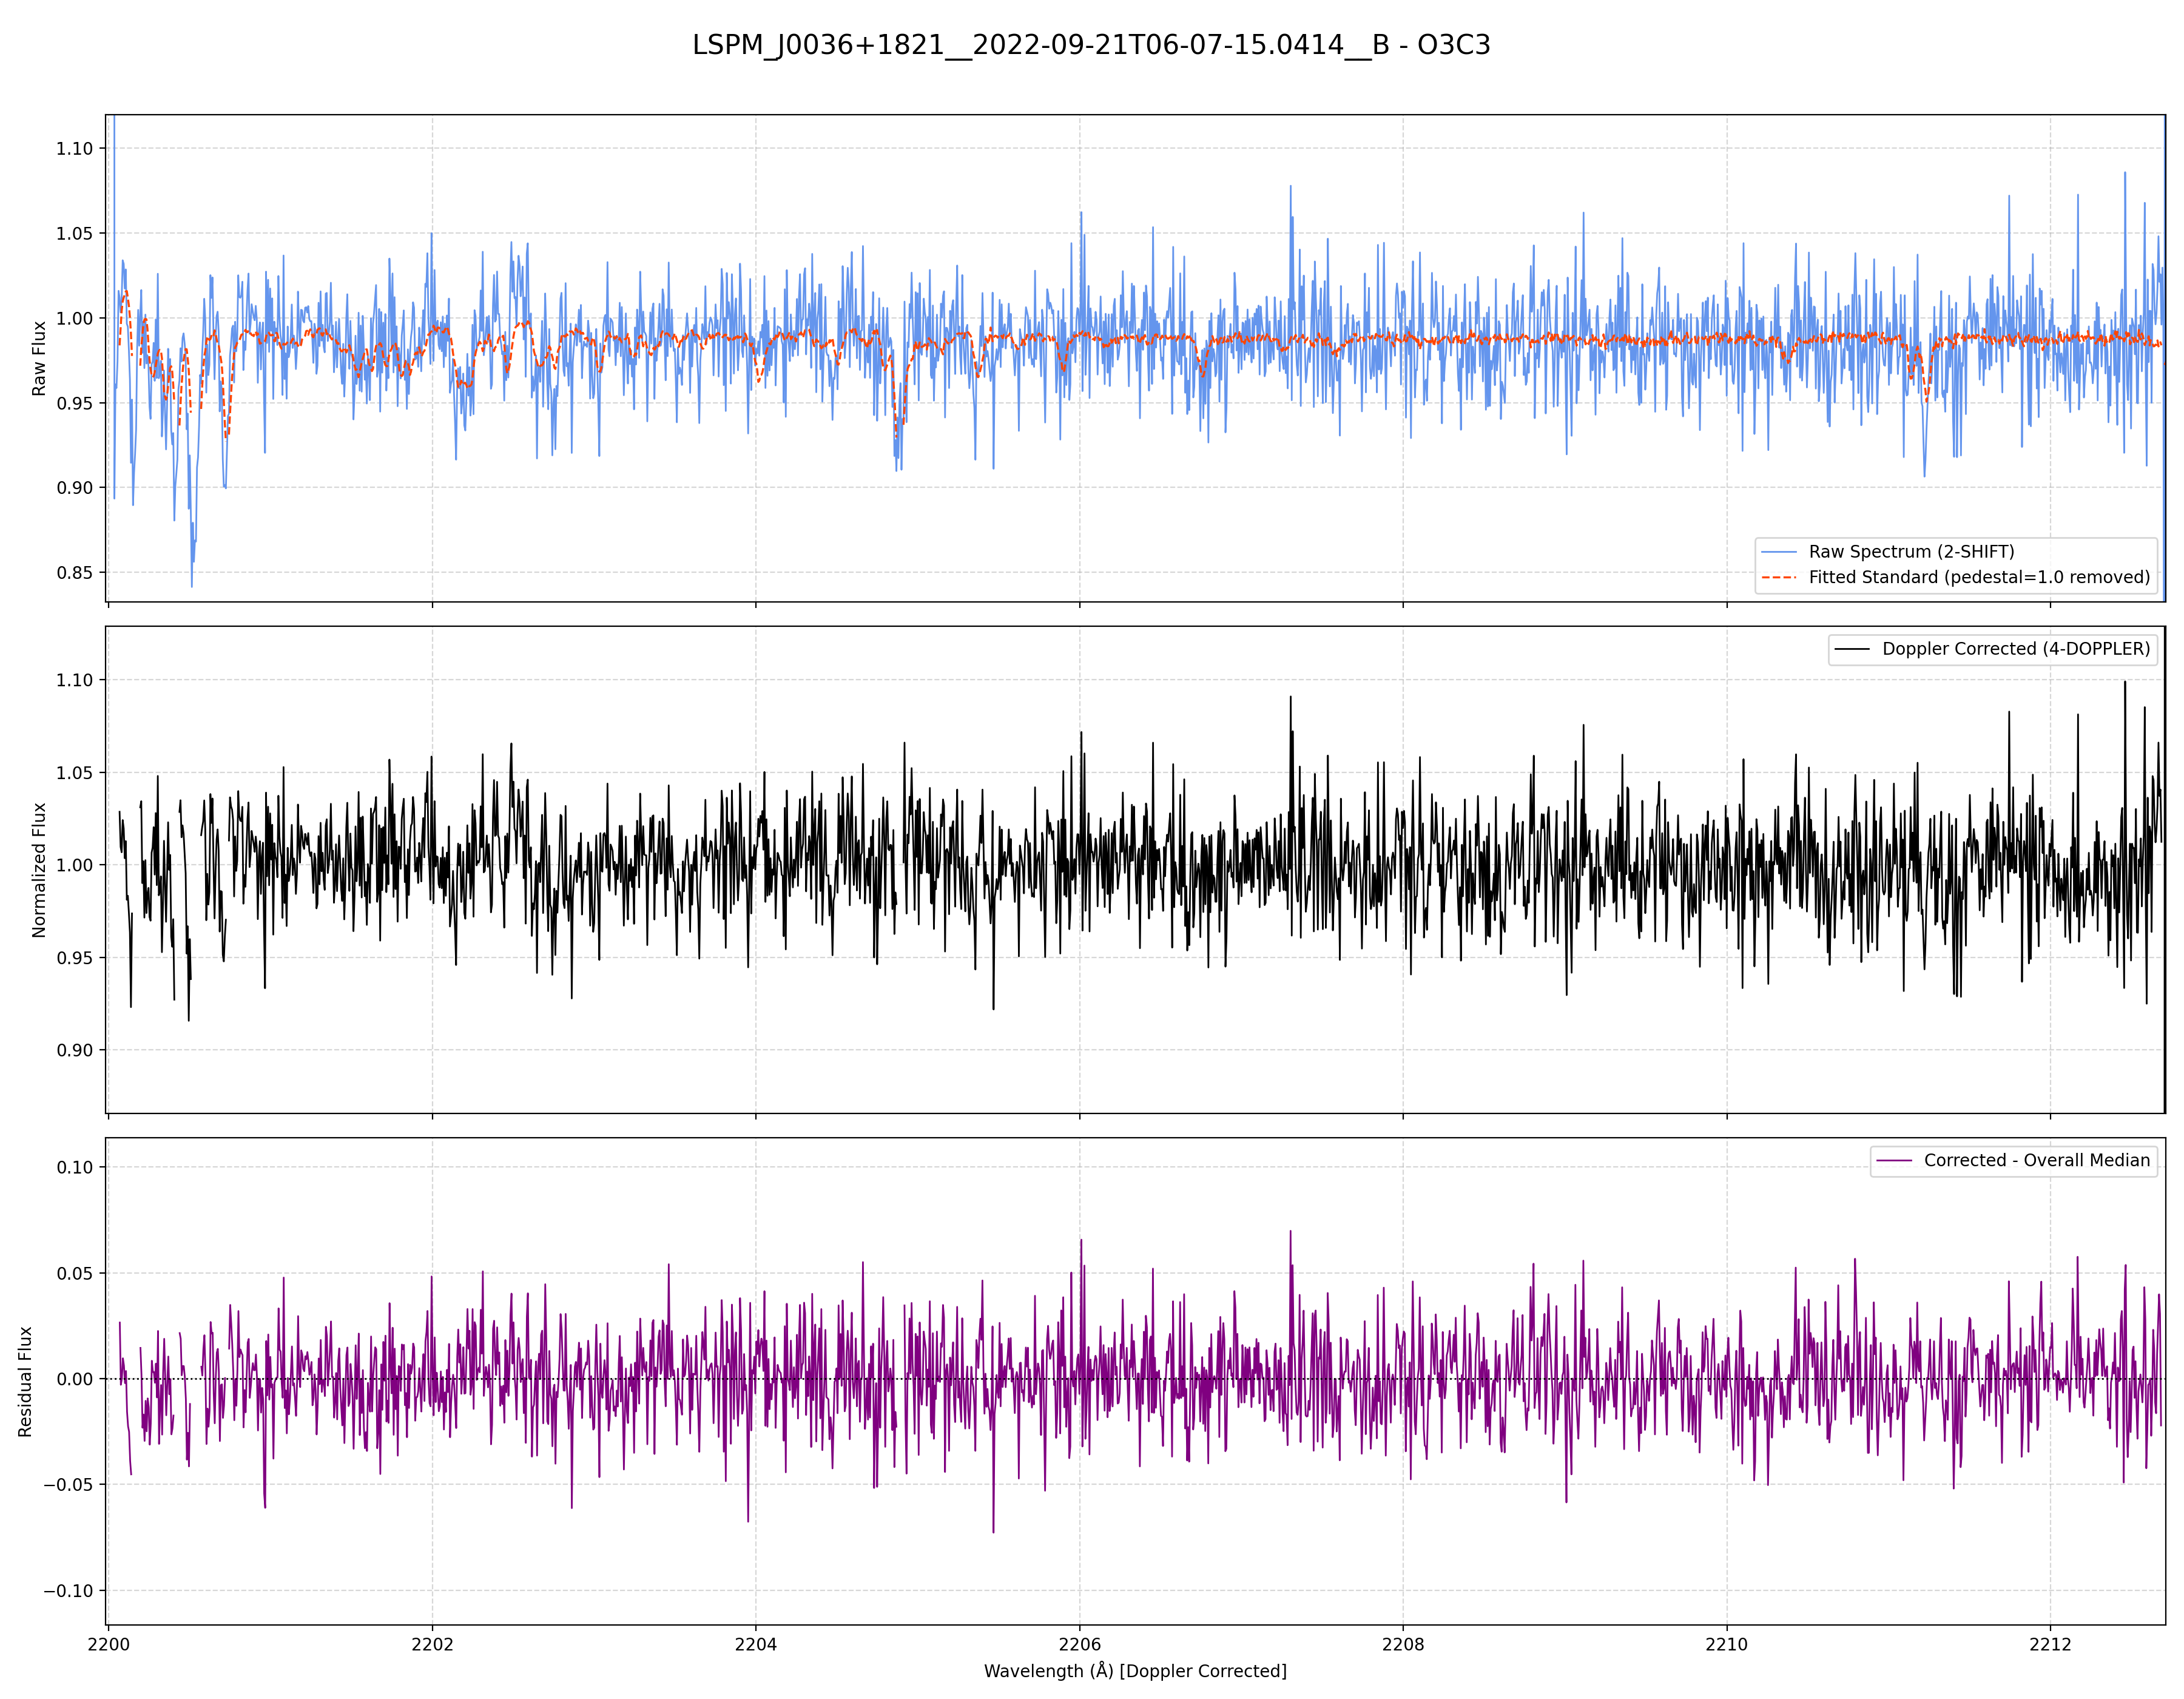 LSPM_J0036+1821__2022-09-21T06-07-15.0414__B - O3C3
1.10
1.05
1.00
0.95
0.90
0.85
Raw Flux
Raw Spectrum (2-SHIFT)
Fitted Standard (pedestal=1.0 removed)
1.10
1.05
1.00
0.95
0.90
Normalized Flux
Doppler Corrected (4-DOPPLER)
0.10
0.05
0.00
−0.05
−0.10
Residual Flux
Corrected - Overall Median
2200 2202 2204 2206 2208 2210 2212
Wavelength (Å) [Doppler Corrected]